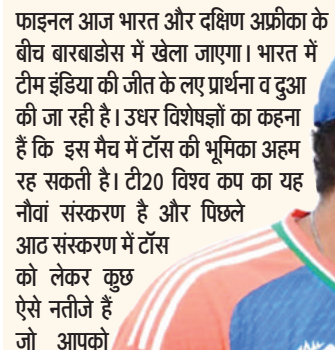 फाइनल आज भारत और दक्षिण अफ्रीका के
बीच बारबाडोस में खेला जाएगा। भारत में
टीम इंडिया की जीत के लए प्रार्थना व दुआ
की जा रही है। उधर विशेषज्ञों का कहना
हैं कि इस मैच में टॉस की भूमिका अहम
रह सकती है। टी20 विश्व कप का यह
नौवां संस्करण है और पिछले
आठ संस्करण में टॉस
को लेकर कुछ
ऐसे नतीजे हैं
जो आपको